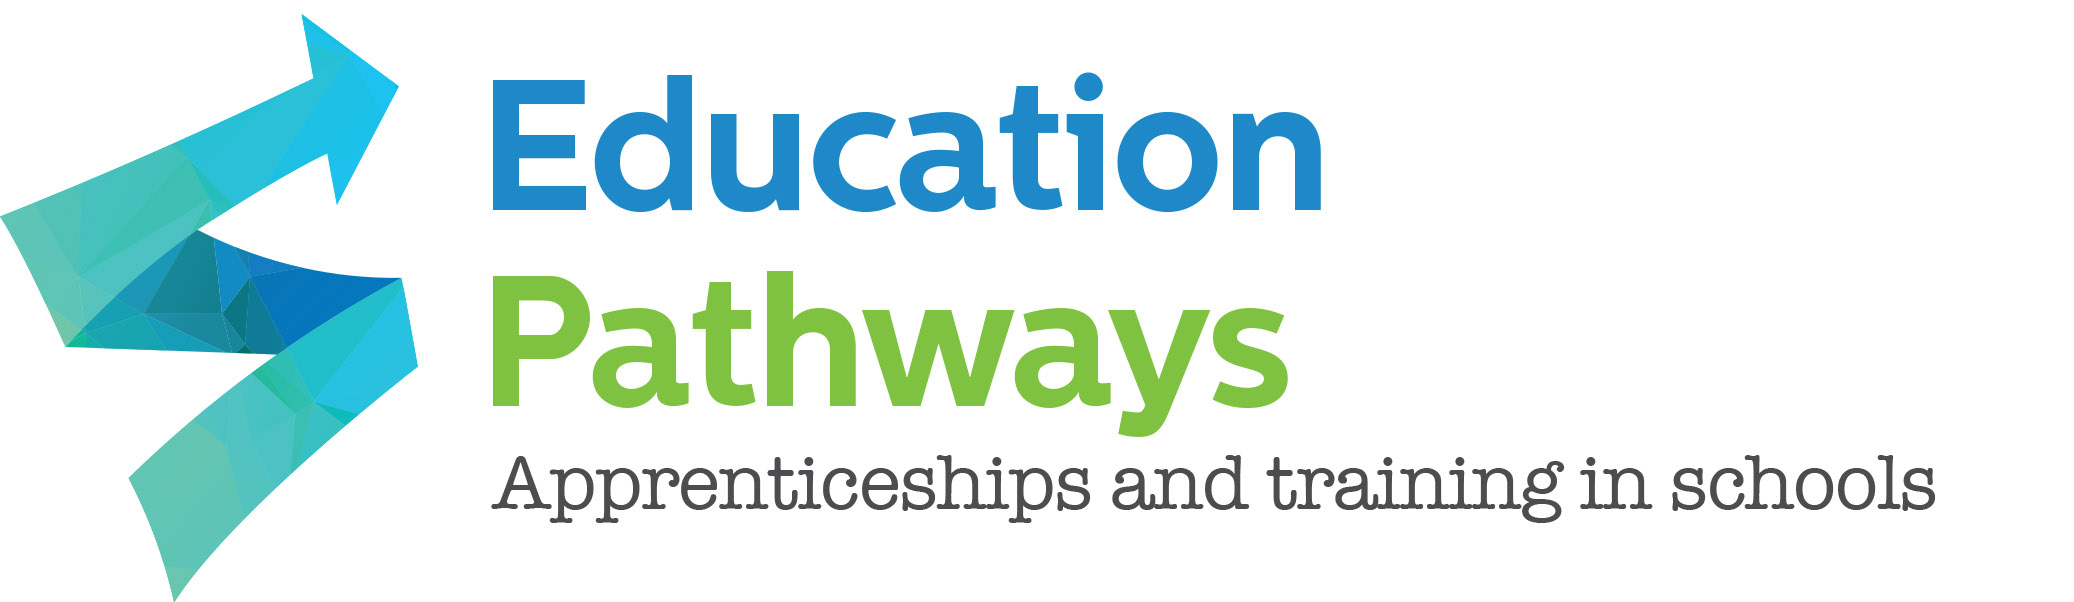 Education
Pathways
Apprenticeships and training in schools